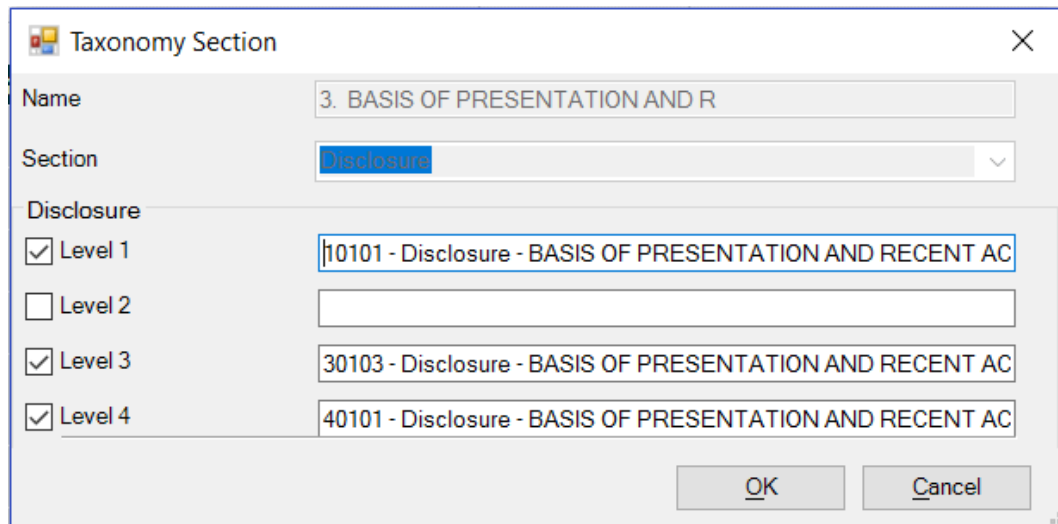 Taxonomy Section
Name 3. BASIS OF PRESENTATION AND R
Section Disclosure
Disclosure
Level 1 10101 - Disclosure - BASIS OF PRESENTATION AND RECENT AC
Level 2
Level 3 30103 - Disclosure - BASIS OF PRESENTATION AND RECENT AC
Level 4 40101 - Disclosure - BASIS OF PRESENTATION AND RECENT AC
OK Cancel